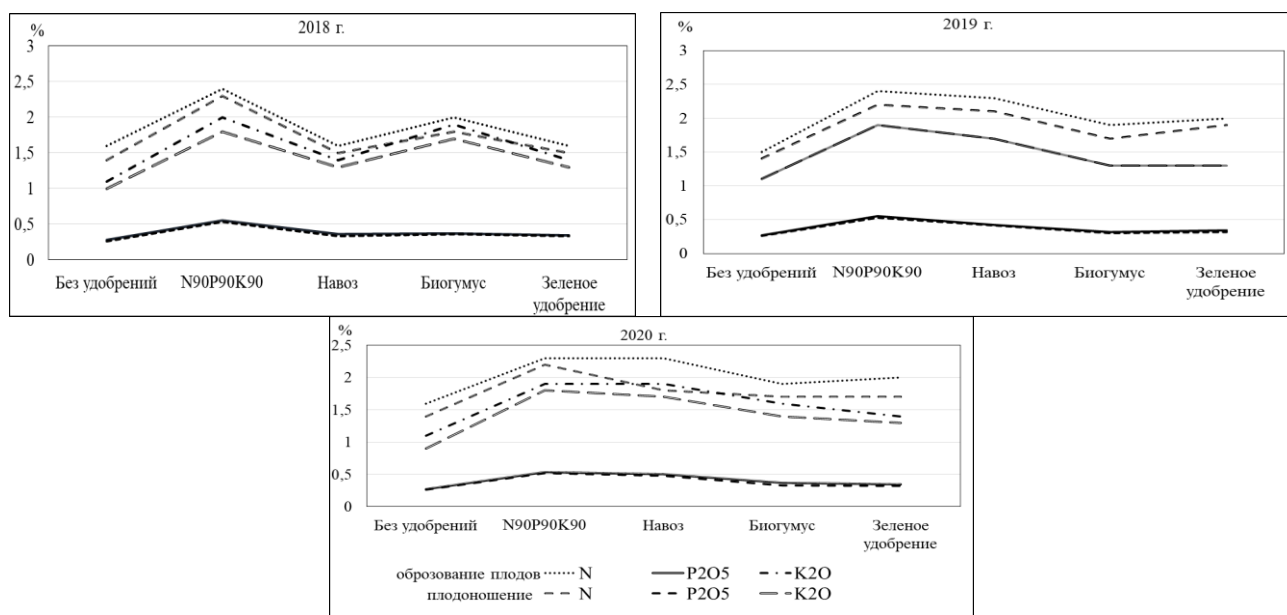 % 2018 г.
3
2,5
2
1,5
1
0,5
0
Без удобрений N90P90K90 Навоз Биогумус Зеленое
удобрение
% 2019 г.
3
2,5
2
1,5
1
0,5
0
Без удобрений N90P90K90 Навоз Биогумус Зеленое
удобрение
% 2020 г.
2,5
2
1,5
1
0,5
0
Без удобрений N90P90K90 Навоз Биогумус Зеленое
удобрение
оброзование плодов N P2O5 K2O
плодоношение N P2O5 K2O